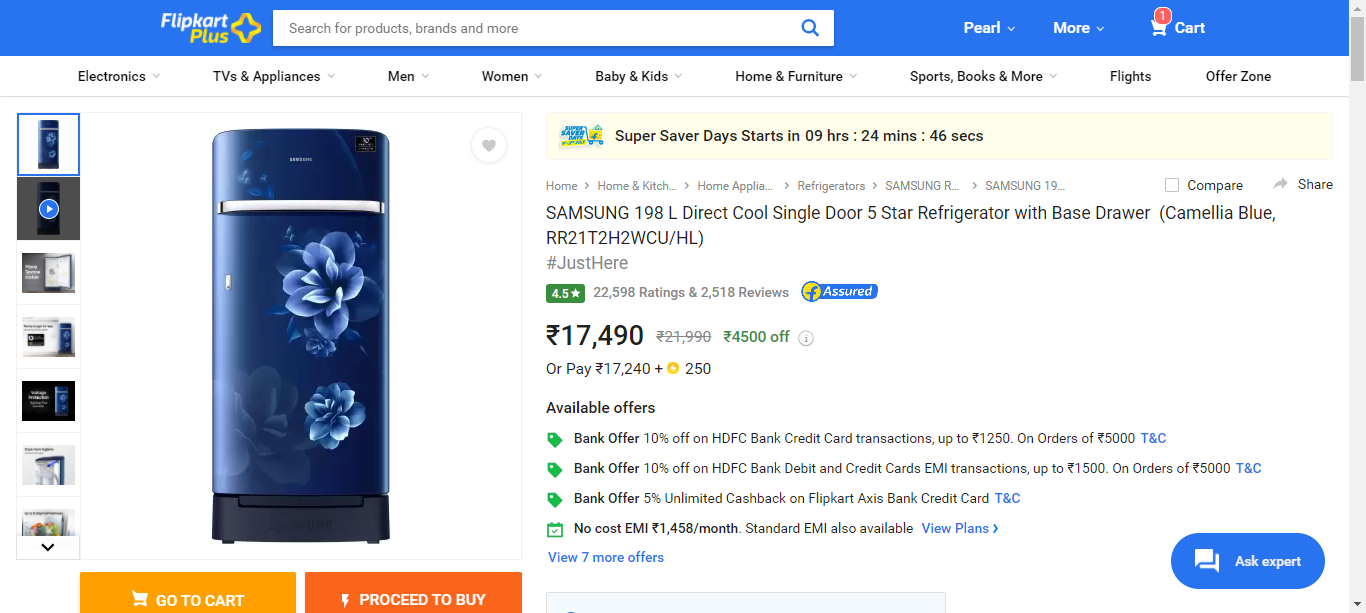 Flipkart
Plus
Search for products, brands and more
Pearl
More
1
Cart
Electronics
TVs & Appliances
Men
Women
Baby & Kids
Home & Furniture
Sports, Books & More
Flights
Offer Zone
SAMSUNG
Voltage
Protection
SUPER
SAVER
DAYS
Super Saver Days Starts in 09 hrs : 24 mins : 46 secs
Home
Home & Kitch...
Home Applia...
Refrigerators
SAMSUNG R...
SAMSUNG 19...
Compare
Share
SAMSUNG 198 L Direct Cool Single Door 5 Star Refrigerator with Base Drawer (Camellia Blue,
RR21T2H2WCU/HL)
#JustHere
4.5★ 22,598 Ratings & 2,518 Reviews Assured
₹17,490 ₹21,990 ₹4500 off
Or Pay ₹17,240 + 250
Available offers
Bank Offer 10% off on HDFC Bank Credit Card transactions, up to ₹1250. On Orders of ₹5000 T&C
Bank Offer 10% off on HDFC Bank Debit and Credit Cards EMI transactions, up to ₹1500. On Orders of ₹5000 T&C
Bank Offer 5% Unlimited Cashback on Flipkart Axis Bank Credit Card T&C
No cost EMI ₹1,458/month. Standard EMI also available View Plans
View 7 more offers
Ask expert
GO TO CART
PROCEED TO BUY